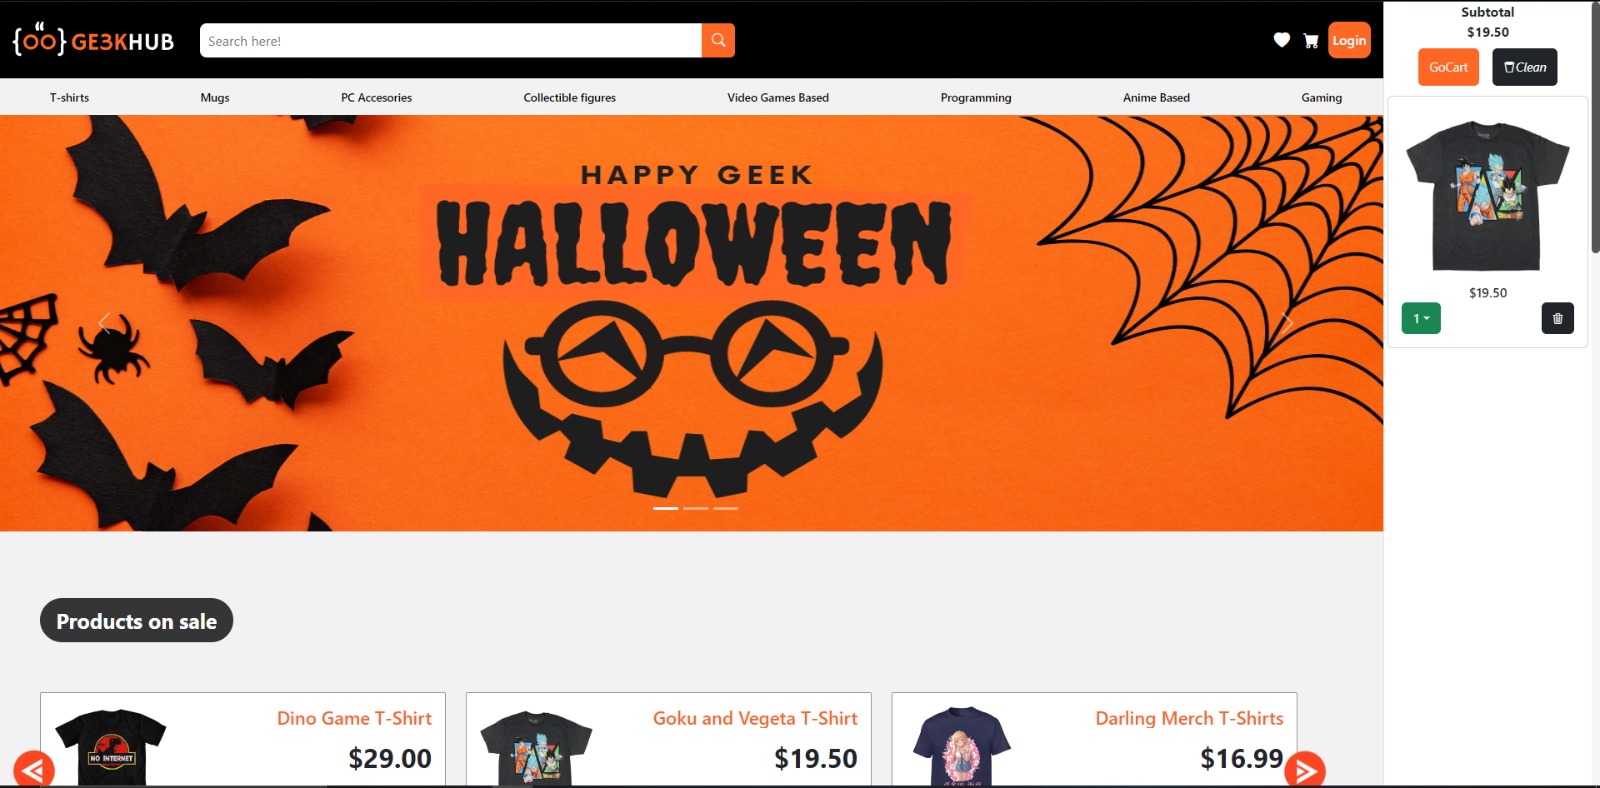 GE3KHUB
Search here!
Login
T-shirts
Mugs
PC Accesories
Collectible figures
Video Games Based
Programming
Anime Based
Gaming
HAPPY GEEK
HALLOWEEN
Subtotal
$19.50
GoCart
Clean
$19.50
1
Products on sale
NO INTERNET
Dino Game T-Shirt
$29.00
Goku and Vegeta T-Shirt
$19.50
Darling Merch T-Shirts
$16.99